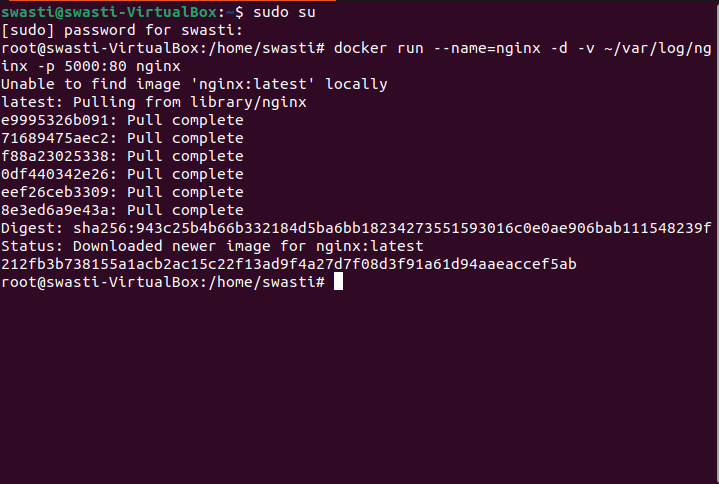 swasti@swasti-VirtualBox:~$ sudo su
[sudo] password for swasti:
root@swasti-VirtualBox:/home/swasti# docker run --name=nginx -d -v ~/var/log/ng
inx -p 5000:80 nginx
Unable to find image 'nginx:latest' locally
latest: Pulling from library/nginx
e9995326b091: Pull complete
71689475aec2: Pull complete
f88a23025338: Pull complete
0df440342e26: Pull complete
eef26ceb3309: Pull complete
8e3ed6a9e43a: Pull complete
Digest: sha256:943c25b4b66b332184d5ba6bb18234273551593016c0e0ae906bab111548239f
Status: Downloaded newer image for nginx:latest
212fb3b738155a1acb2ac15c22f13ad9f4a27d7f08d3f91a61d94aaeaccef5ab
root@swasti-VirtualBox:/home/swasti#